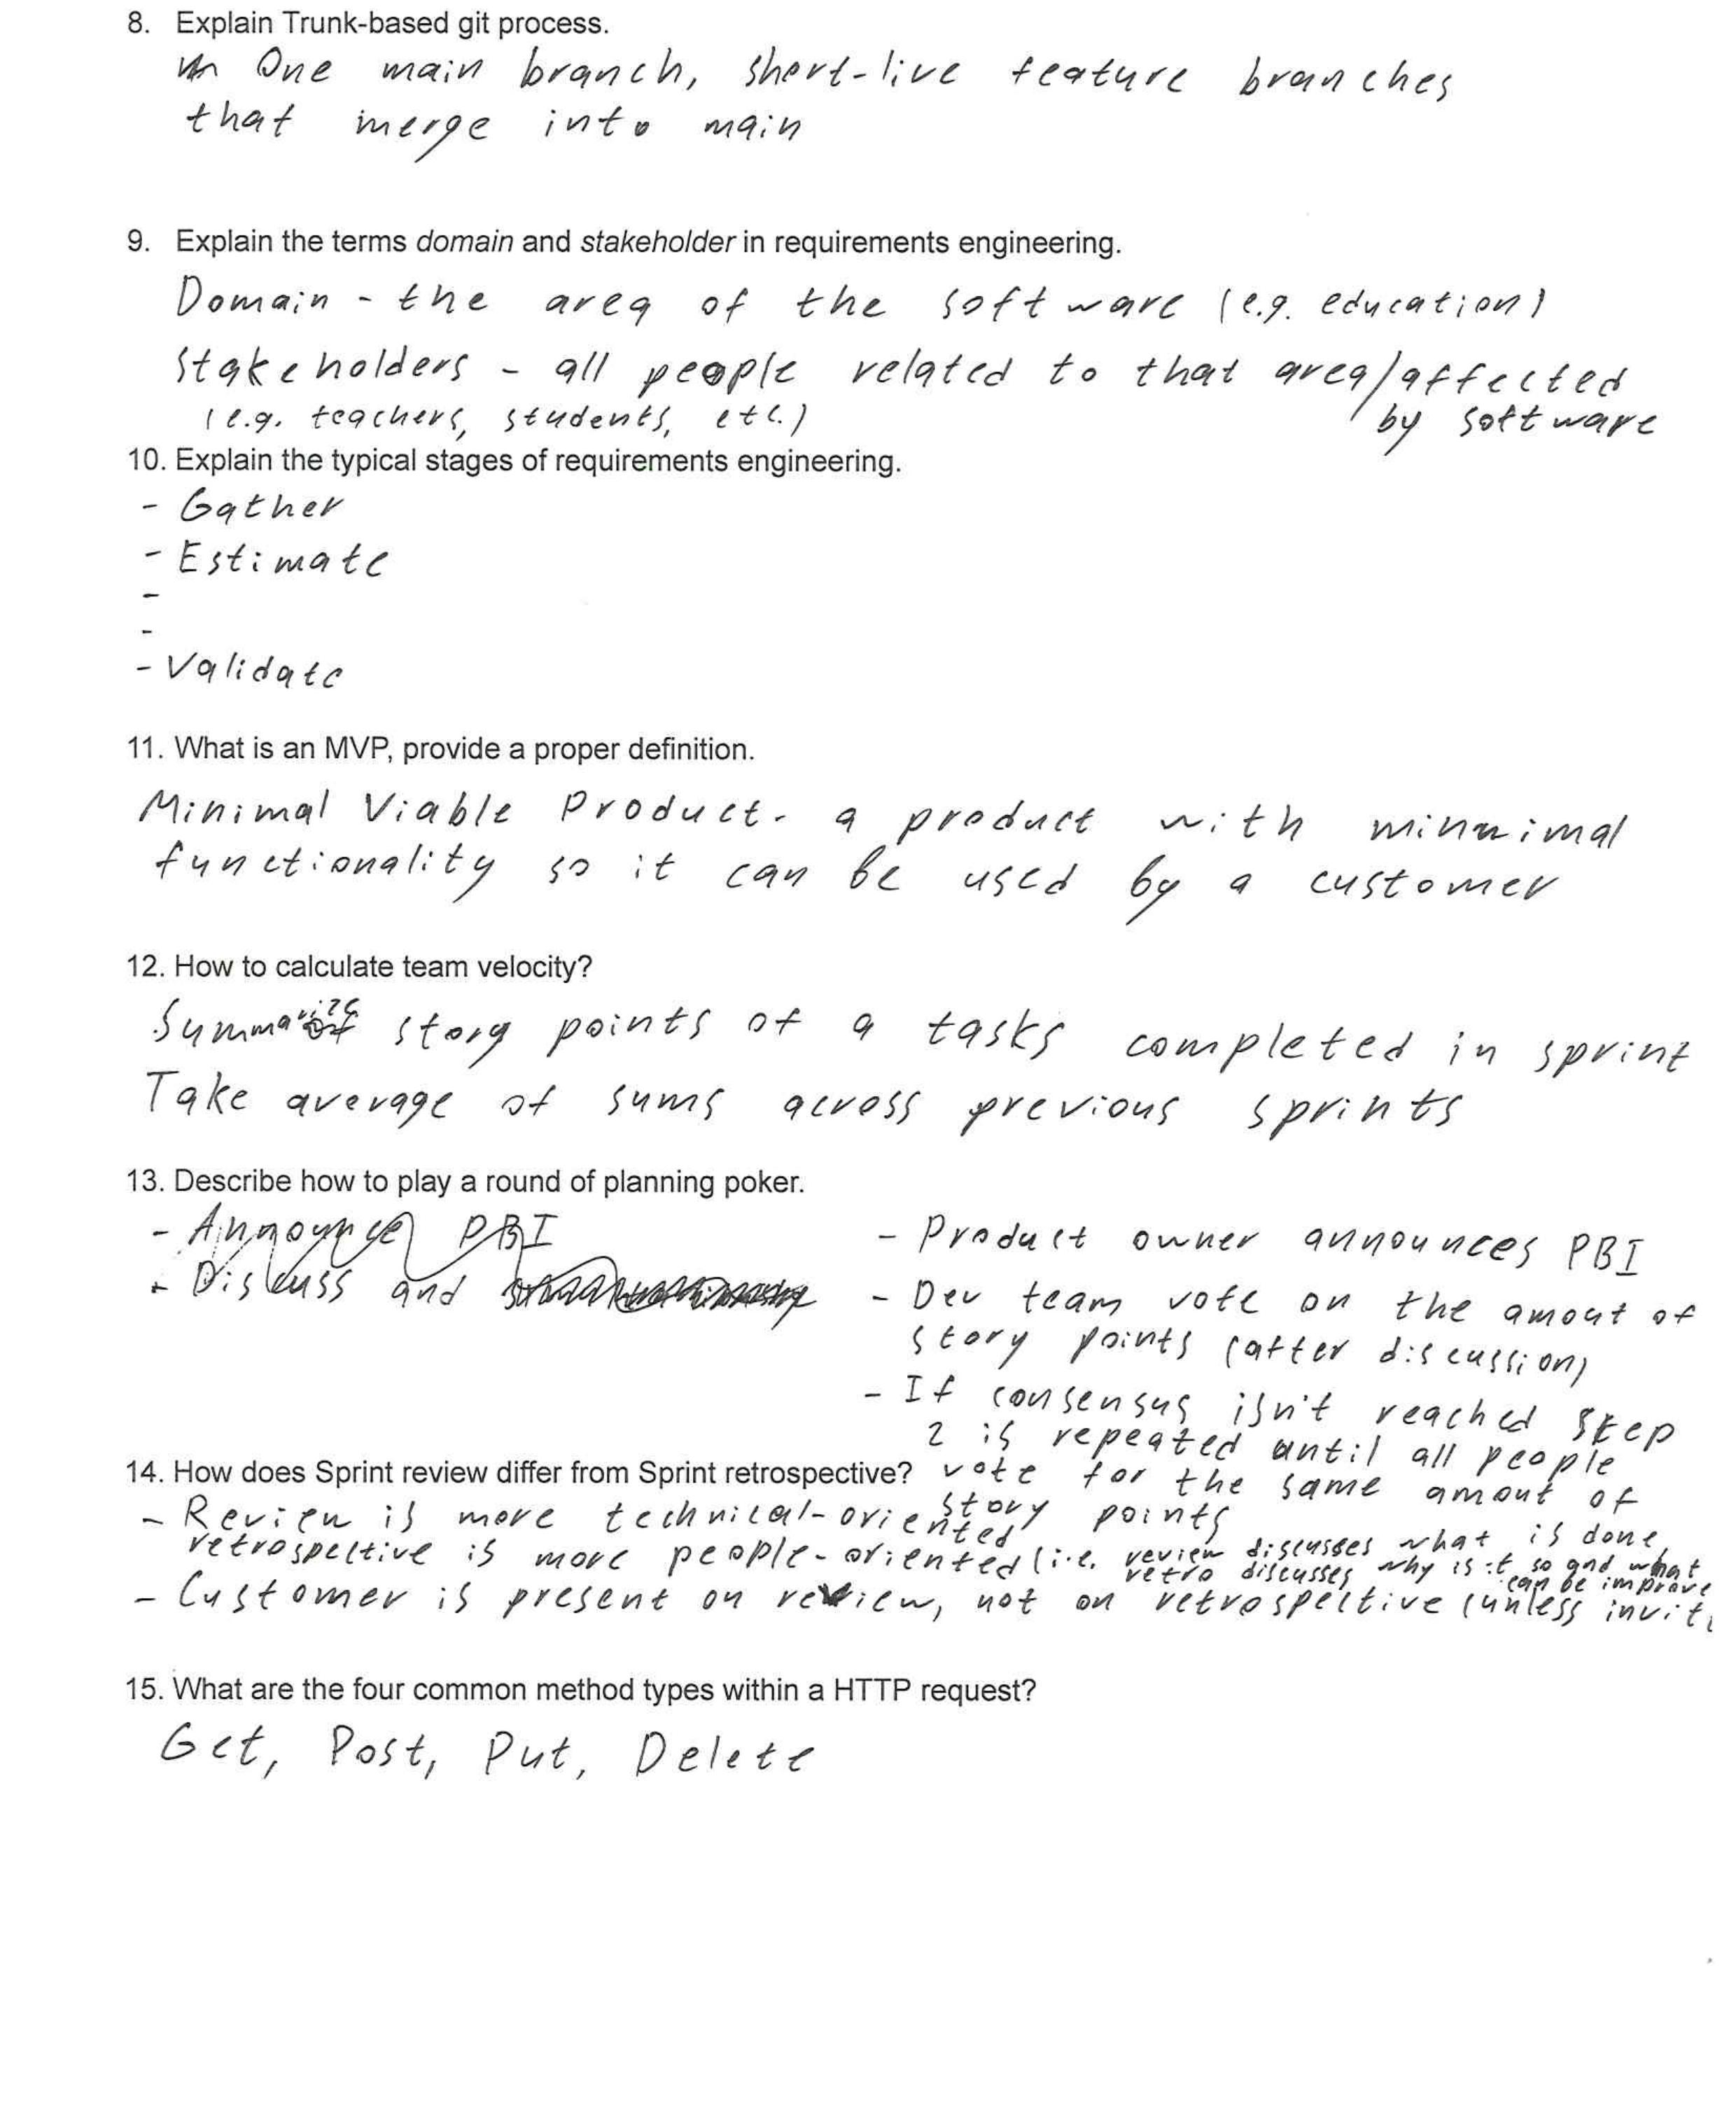 8. Explain Trunk-based git process.
One main branch, short-live feature branches
that merge into main
9. Explain the terms domain and stakeholder in requirements engineering.
Domain - the area of the software (e.g. education)
Stakeholders - all people related to that area/affected
by software
(e.g. teachers, students, etc.)
10. Explain the typical stages of requirements engineering.
- Gather
- Estimate
-
-
- Validate
11. What is an MVP, provide a proper definition.
Minimal Viable Product - a product with minimal
functionality so it can be used by a customer
12. How to calculate team velocity?
Summarize story points of a tasks completed in sprint
Take average of sums across previous sprints
13. Describe how to play a round of planning poker.
- Announce PBI
- Discuss and
- Product owner announces PBI
- Dev team vote on the amout of
story points (after discussion)
- If consensus isn't reached step
2 is repeated until all people
vote for the same amout of
story points
14. How does Sprint review differ from Sprint retrospective?
- Review is more technical-oriented
retrospective is more people-oriented (i.e. review discusses what is done,
retro discusses why is it so and what
can be improve
- Customer is present on review, not on retrospective (unless invit
15. What are the four common method types within a HTTP request?
Get, Post, Put, Delete